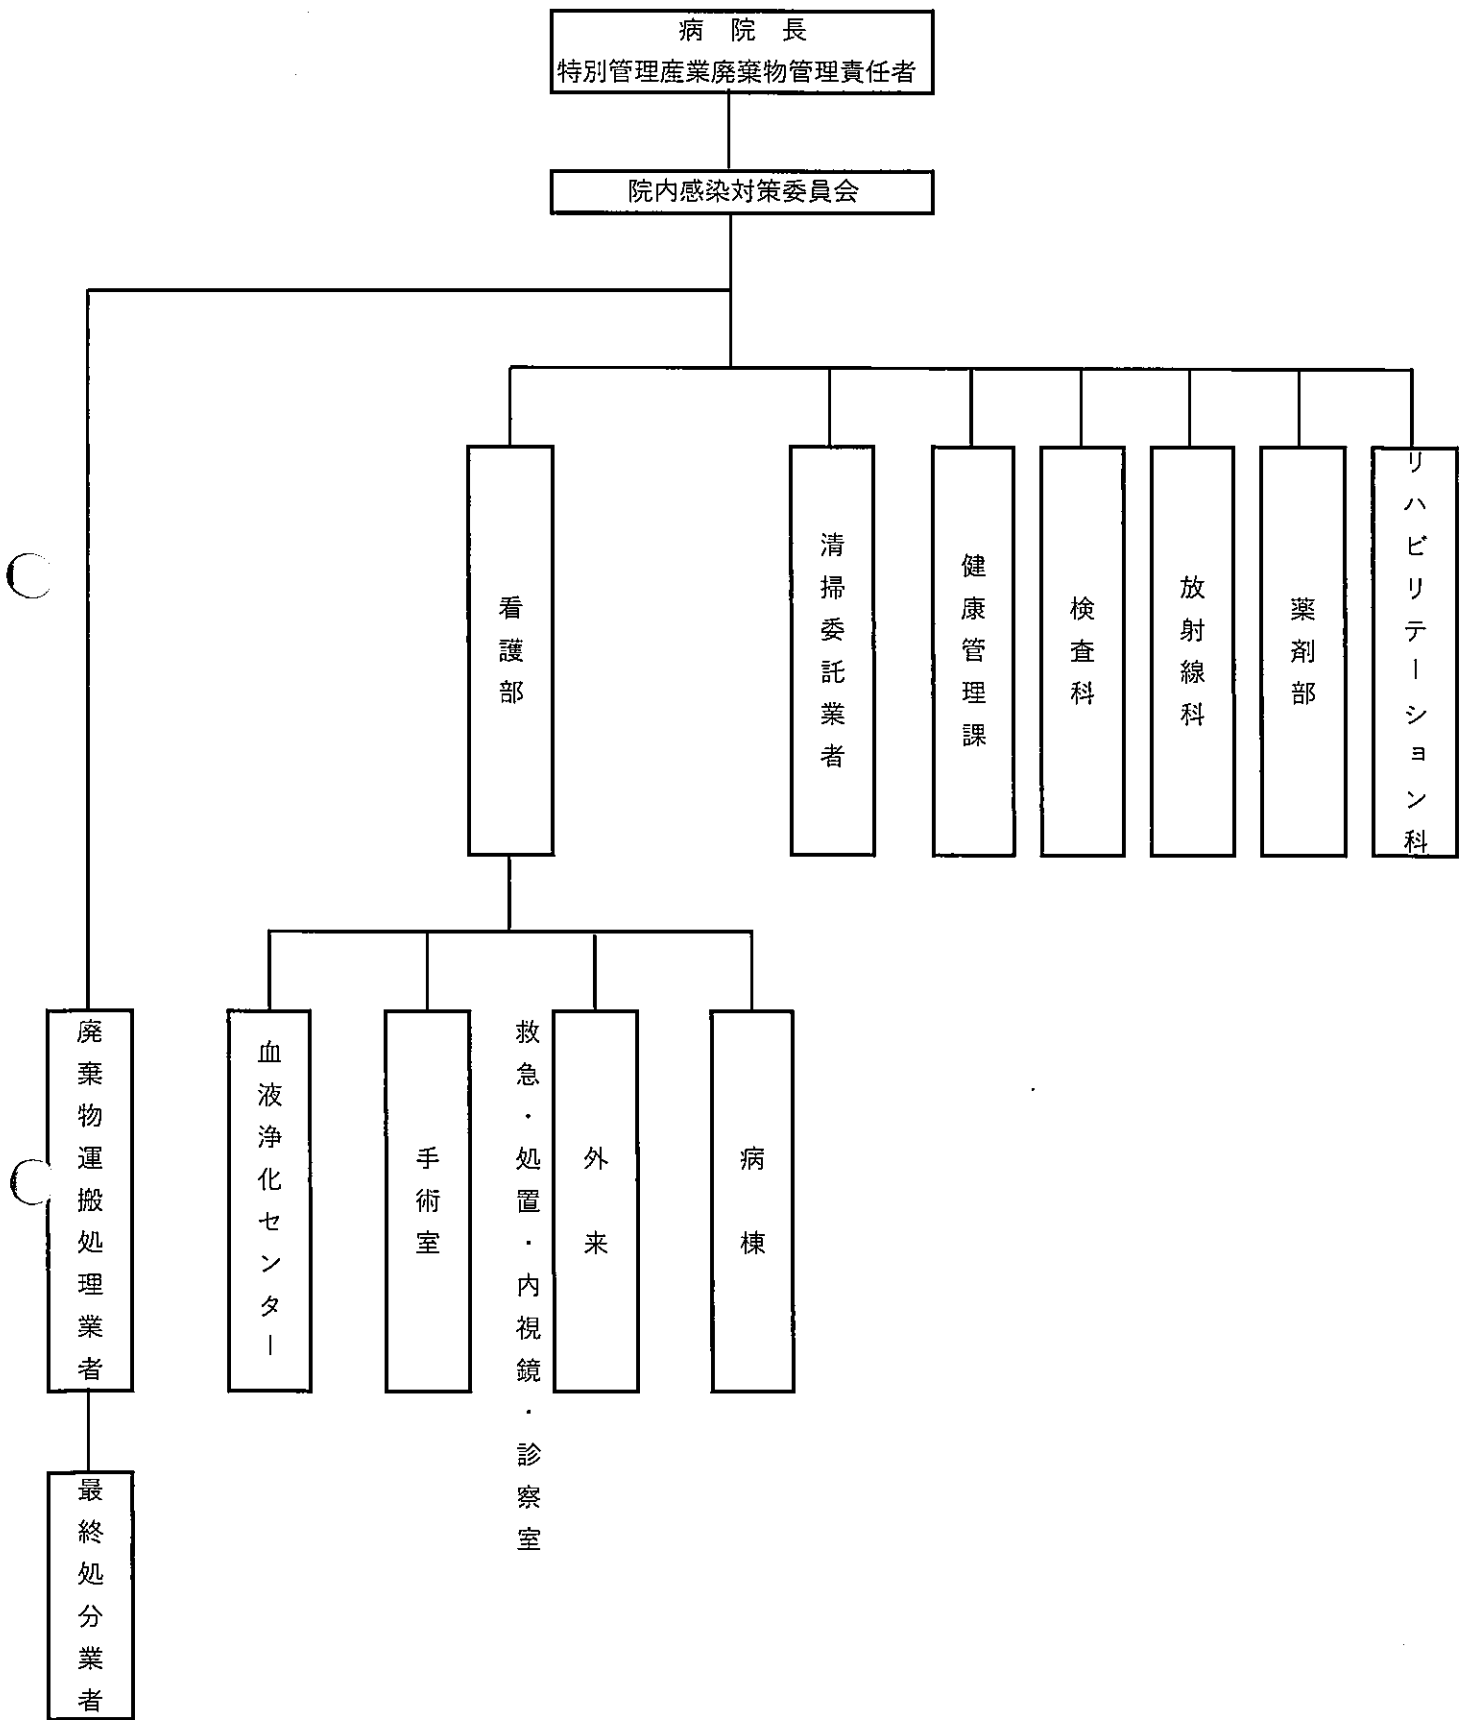 病院長
特別管理産業廃棄物管理責任者
院内感染対策委員会
看護部
清掃委託業者
健康管理課
検査科
放射線科
薬剤部
リハビリテーション科
廃棄物運搬処理業者
血液浄化センター
手術室
救急・処置・内視鏡・診察室
外来
病棟
最終処分業者